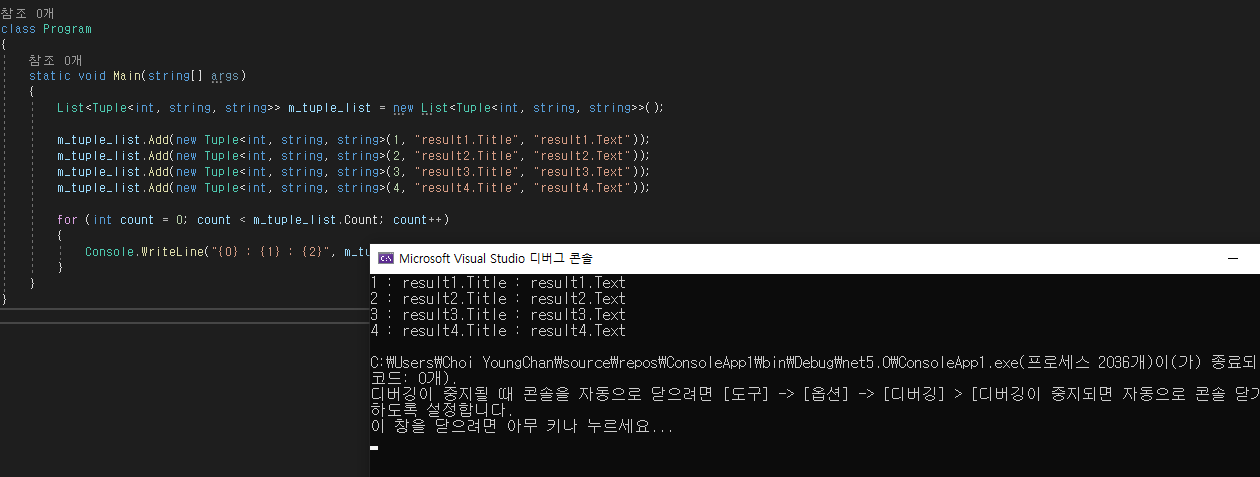 참조 0개
class Program
{
참조 0개
static void Main(string[] args)
{
List<Tuple<int, string, string>> m_tuple_list = new List<Tuple<int, string, string>>();
m_tuple_list.Add(new Tuple<int, string, string>(1, "result1.Title", "result1.Text"));
m_tuple_list.Add(new Tuple<int, string, string>(2, "result2.Title", "result2.Text"));
m_tuple_list.Add(new Tuple<int, string, string>(3, "result3.Title", "result3.Text"));
m_tuple_list.Add(new Tuple<int, string, string>(4, "result4.Title", "result4.Text"));
for (int count = 0; count < m_tuple_list.Count; count++)
{
Console.WriteLine("{0} : {1} : {2}", m_tu
}
}
}
Microsoft Visual Studio 디버그 콘솔
1 : result1.Title : result1.Text
2 : result2.Title : result2.Text
3 : result3.Title : result3.Text
4 : result4.Title : result4.Text
C:₩Users₩Choi YoungChan₩source₩repos₩ConsoleApp1₩bin₩Debug₩net5.0₩ConsoleApp1.exe(프로세스 2036개)이(가) 종료되
코드: 0개).
디버깅이 중지될 때 콘솔을 자동으로 닫으려면 [도구] -> [옵션] -> [디버깅] > [디버깅이 중지되면 자동으로 콘솔 닫기
하도록 설정합니다.
이 창을 닫으려면 아무 키나 누르세요...